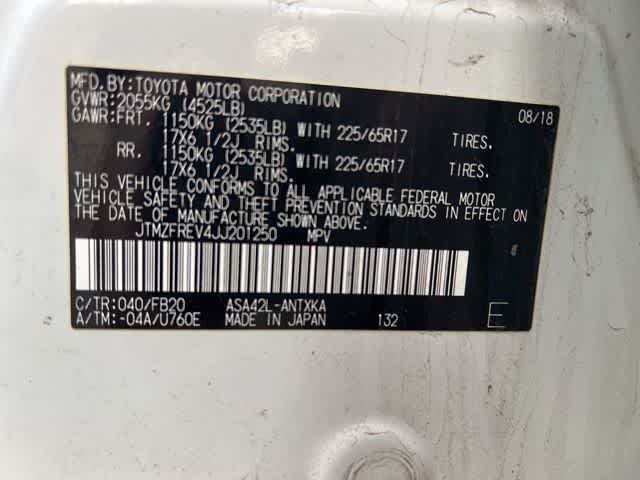 MFD.BY:TOYOTA MOTOR CORPORATION 08/18
GVWR:2055KG (4525LB)
GAWR:FRT. 1150KG (2535LB) WITH 225/65R17 TIRES.
17X6 1/2J RIMS.
RR. 1150KG (2535LB) WITH 225/65R17 TIRES.
17X6 1/2J RIMS.
THIS VEHICLE CONFORMS TO ALL APPLICABLE FEDERAL MOTOR
VEHICLE SAFETY AND THEFT PREVENTION STANDARDS IN EFFECT ON
THE DATE OF MANUFACTURE SHOWN ABOVE.
JTMZFREV4JJ201250 MPV
C/TR:040/FB20 ASA42L-ANTXKA
A/TM:-04A/U760E MADE IN JAPAN 132 E